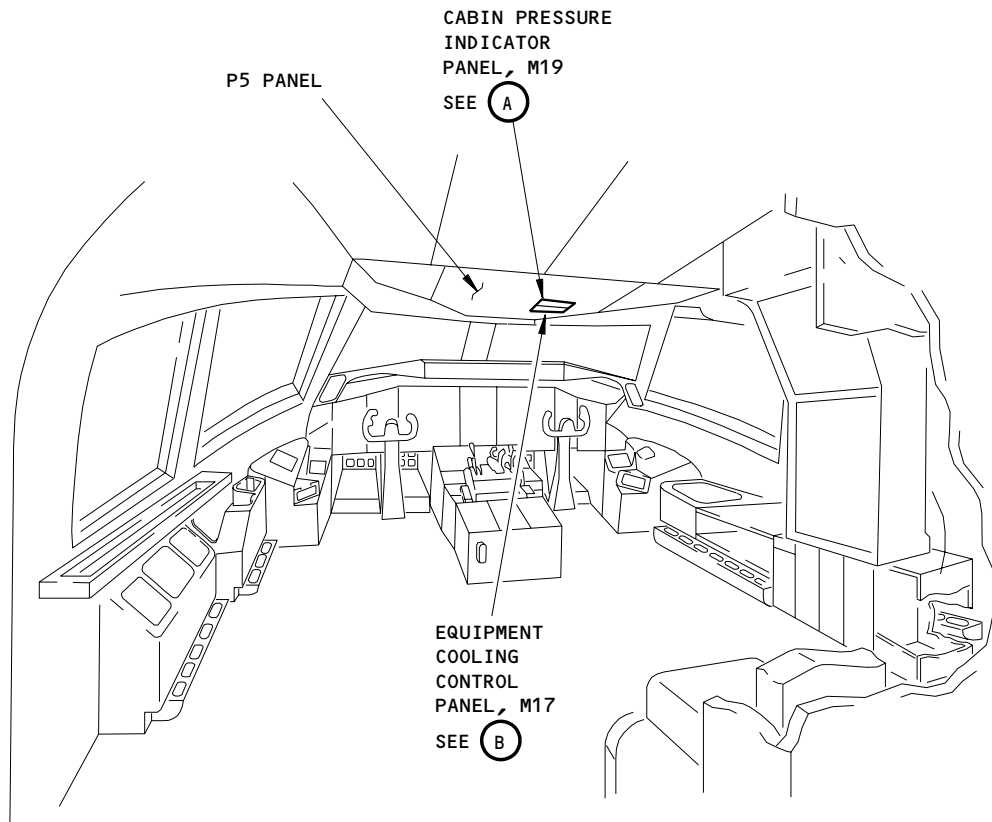 CABIN PRESSURE
INDICATOR
PANEL, M19
SEE A
P5 PANEL
EQUIPMENT
COOLING
CONTROL
PANEL, M17
SEE B